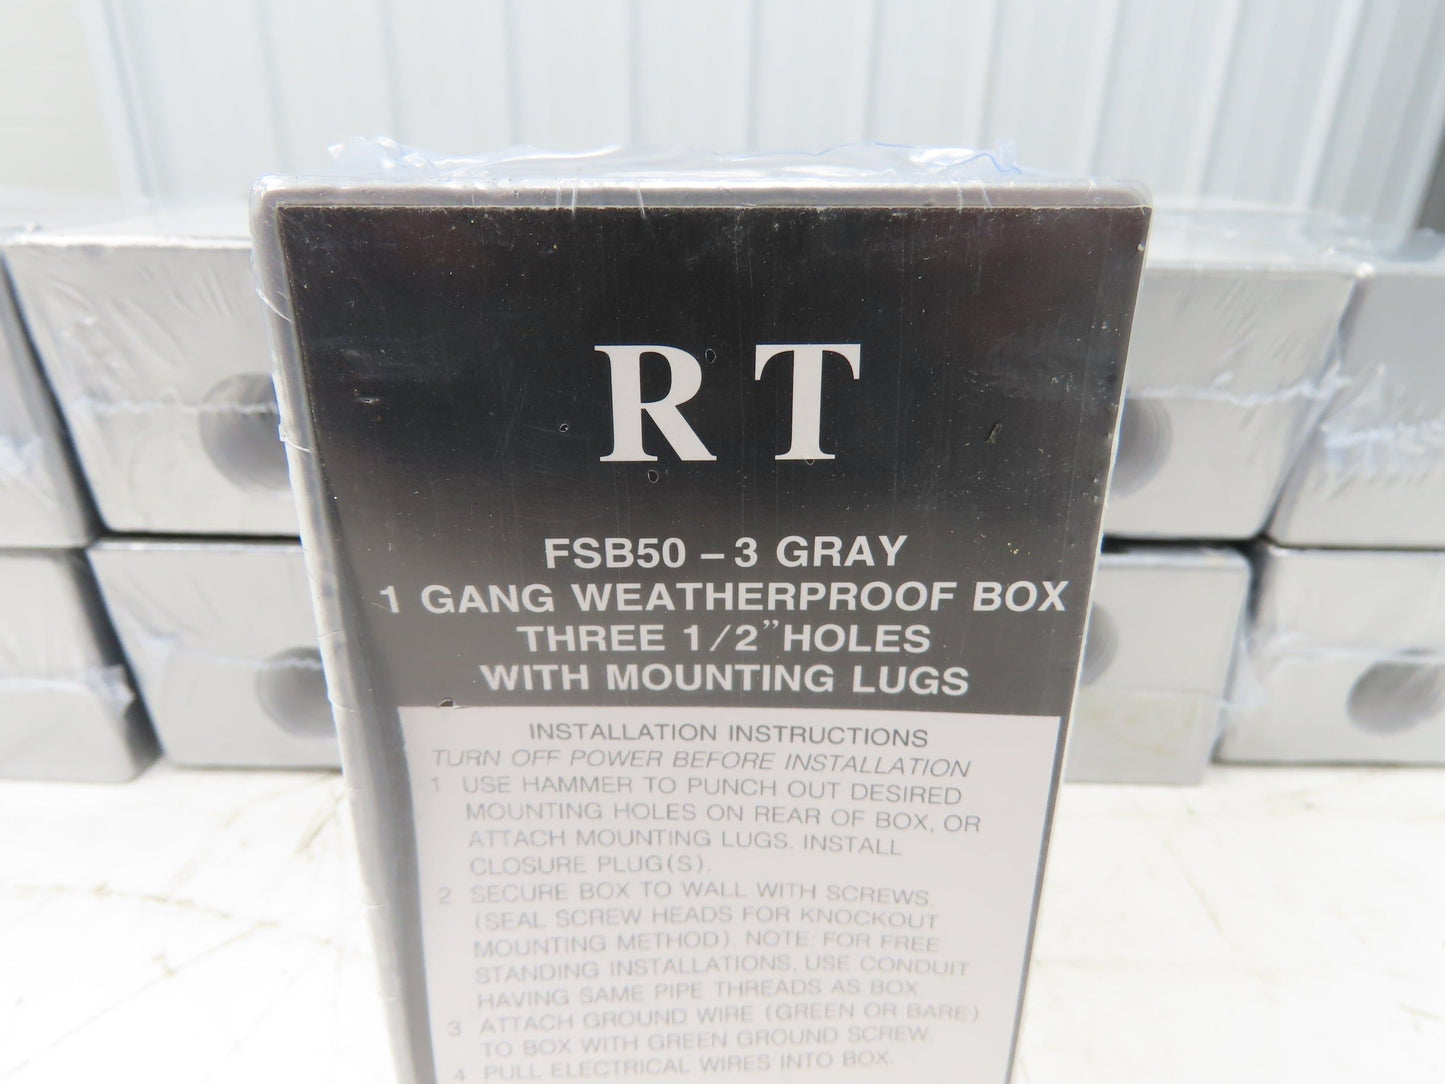 RT
FSB50 – 3 GRAY
1 GANG WEATHERPROOF BOX
THREE 1/2" HOLES
WITH MOUNTING LUGS
INSTALLATION INSTRUCTIONS
TURN OFF POWER BEFORE INSTALLATION
1 USE HAMMER TO PUNCH OUT DESIRED
MOUNTING HOLES ON REAR OF BOX, OR
ATTACH MOUNTING LUGS. INSTALL
CLOSURE PLUG(S).
2 SECURE BOX TO WALL WITH SCREWS.
(SEAL SCREW HEADS FOR KNOCKOUT
MOUNTING METHOD). NOTE: FOR FREE
STANDING INSTALLATIONS, USE CONDUIT
HAVING SAME PIPE THREADS AS BOX.
3 ATTACH GROUND WIRE (GREEN OR BARE)
TO BOX WITH GREEN GROUND SCREW.
4 PULL ELECTRICAL WIRES INTO BOX.